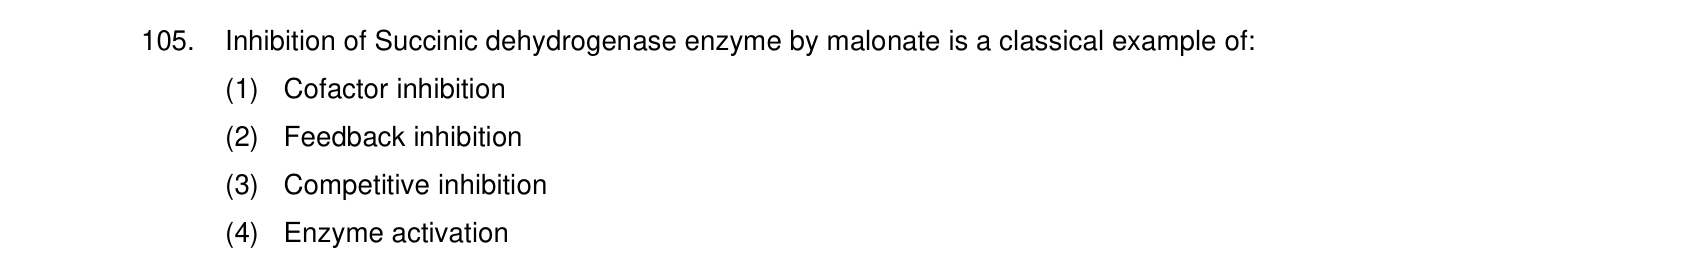 105. Inhibition of Succinic dehydrogenase enzyme by malonate is a classical example of:
(1) Cofactor inhibition
(2) Feedback inhibition
(3) Competitive inhibition
(4) Enzyme activation